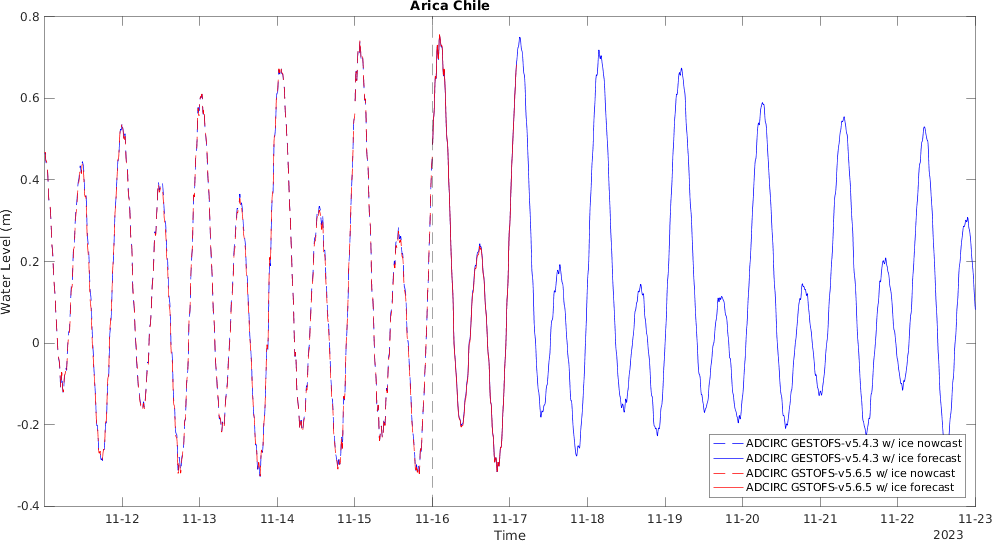 Arica Chile
0.8
0.6
0.4
0.2
0
-0.2
-0.4
Water Level (m)
ADCIRC GESTOFS-v5.4.3 w/ ice nowcast
ADCIRC GESTOFS-v5.4.3 w/ ice forecast
ADCIRC GSTOFS-v5.6.5 w/ ice nowcast
ADCIRC GSTOFS-v5.6.5 w/ ice forecast
11-12 11-13 11-14 11-15 11-16 11-17 11-18 11-19 11-20 11-21 11-22 11-23
Time 2023